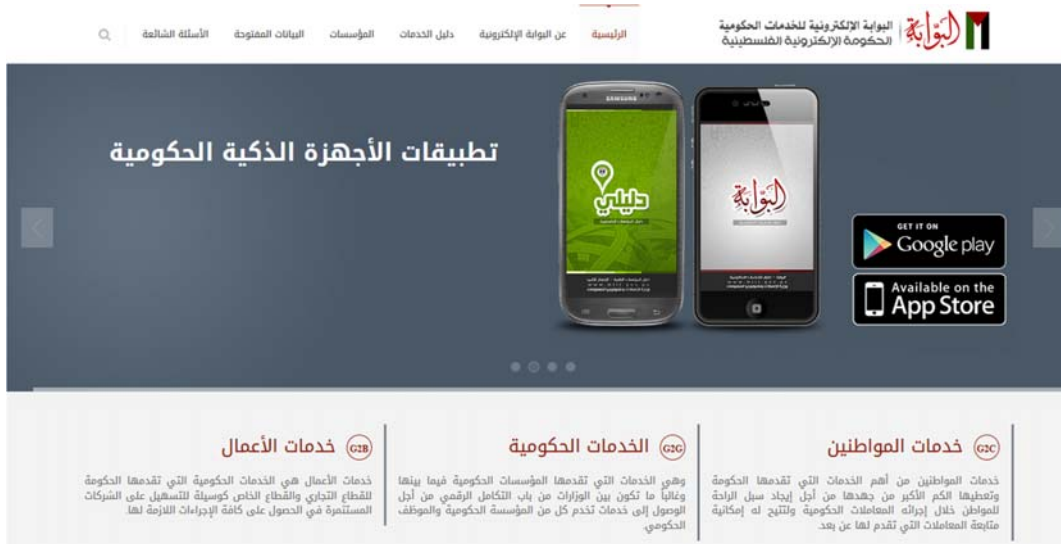 البوابة
البوابة الإلكترونية للخدمات الحكومية
الحكومة الإلكترونية الفلسطينية
الرئيسية
عن البوابة الإلكترونية
دليل الخدمات
المؤسسات
البيانات المفتوحة
الأسئلة الشائعة
تطبيقات الأجهزة الذكية الحكومية
SAMSUNG
دليلي
البوابة
GET IT ON
Google play
Available on the
App Store
G2C خدمات المواطنين
خدمات المواطنين من أهم الخدمات التي تقدمها الحكومة
وتعطيها الكم الأكبر من جهدها من أجل إيجاد سبل الراحة
للمواطن خلال إجرائه المعاملات الحكومية ولتتيح له إمكانية
متابعة المعاملات التي تقدم لها عن بعد.
G2G الخدمات الحكومية
وهي الخدمات التي تقدمها المؤسسات الحكومية فيما بينها
وغالباً ما تكون بين الوزارات من باب التكامل الرقمي من أجل
الوصول إلى خدمات تخدم كل من المؤسسة الحكومية والموظف
الحكومي.
G2B خدمات الأعمال
خدمات الأعمال هي الخدمات الحكومية التي تقدمها الحكومة
للقطاع التجاري والقطاع الخاص كوسيلة للتسهيل على الشركات
المستثمرة في الحصول على كافة الإجراءات اللازمة لها.